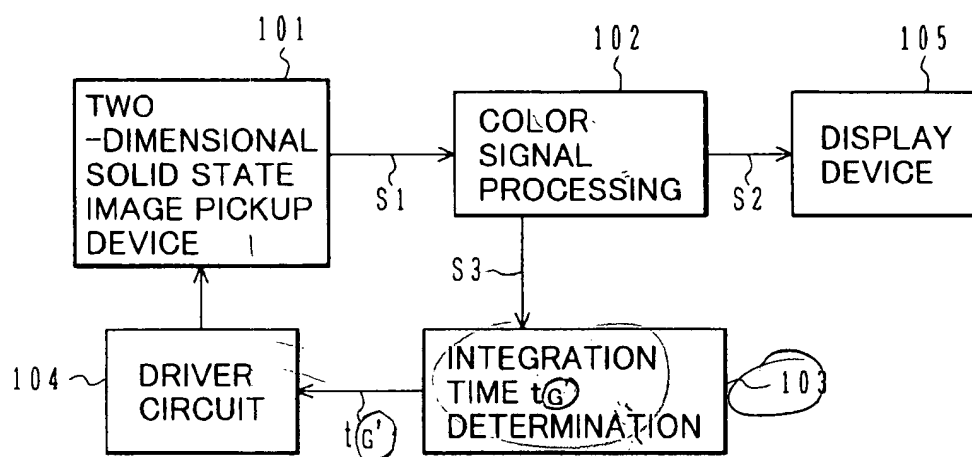 101
TWO
-DIMENSIONAL
SOLID STATE
IMAGE PICKUP
DEVICE
S1
102
COLOR
SIGNAL
PROCESSING
S2
105
DISPLAY
DEVICE
S3
104
DRIVER
CIRCUIT
tG'
INTEGRATION
TIME tG'
DETERMINATION
103